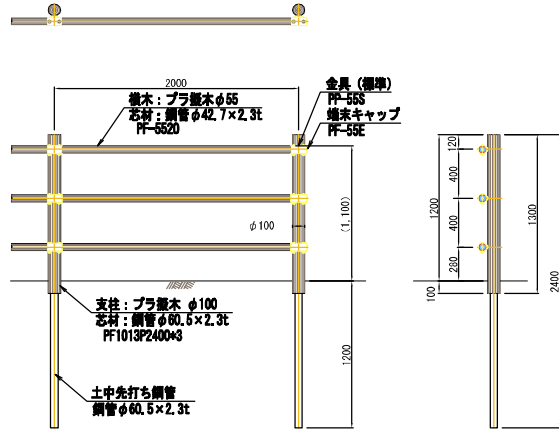 2000
横木：プラ擬木φ55
芯材：鋼管φ42.7×2.3t
PF-5520
金具（標準）
PP-55S
端末キャップ
PF-55E
φ100
(1,100)
1200
支柱：プラ擬木 φ100
芯材：鋼管φ60.5×2.3t
PF1013P2400*3
土中先打ち鋼管
鋼管φ60.5×2.3t
120
400
400
280
1200
100
1300
2400